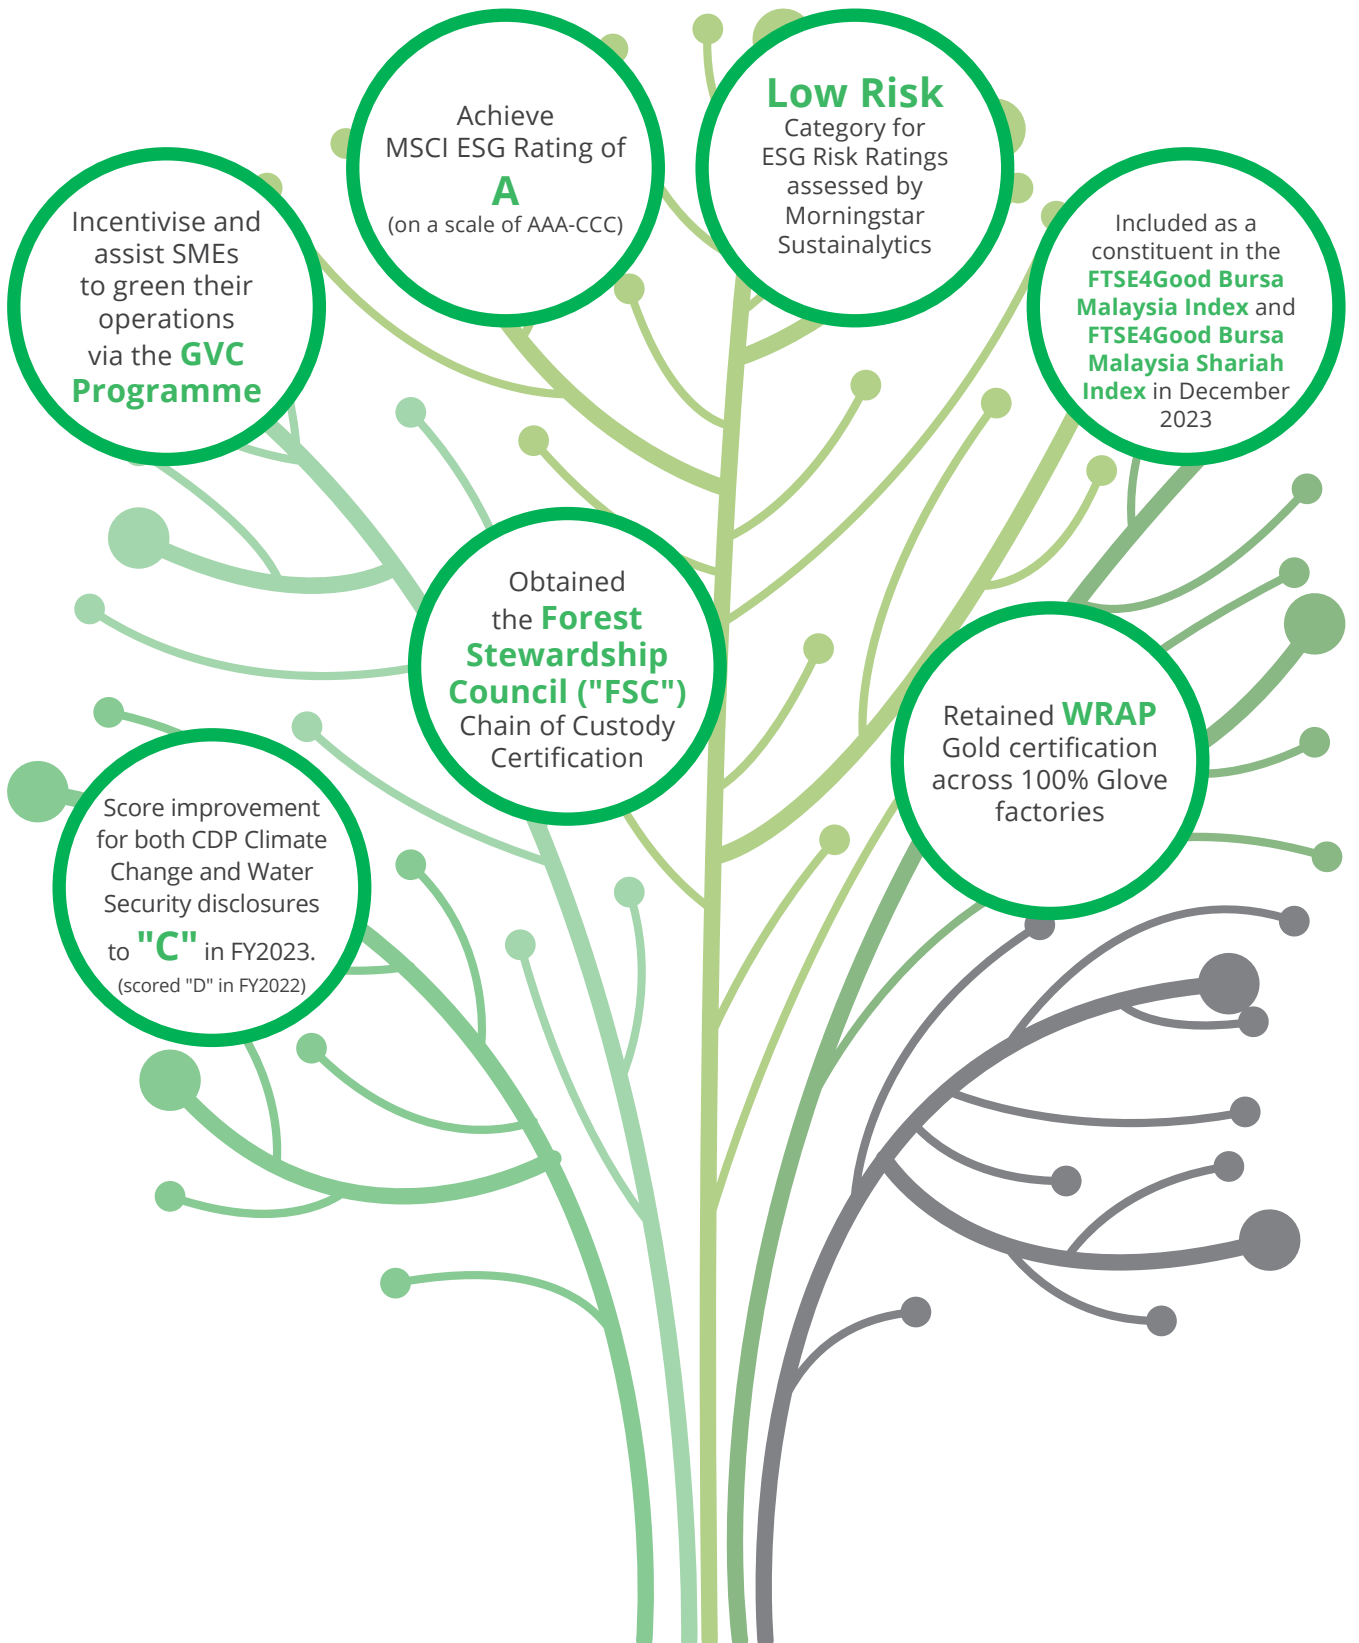 Achieve
MSCI ESG Rating of
A
(on a scale of AAA-CCC)
Low Risk
Category for
ESG Risk Ratings
assessed by
Morningstar
Sustainalytics
Incentivise and
assist SMEs
to green their
operations
via the GVC
Programme
Included as a
constituent in the
FTSE4Good Bursa
Malaysia Index and
FTSE4Good Bursa
Malaysia Shariah
Index in December
2023
Obtained
the Forest
Stewardship
Council ("FSC")
Chain of Custody
Certification
Retained WRAP
Gold certification
across 100% Glove
factories
Score improvement
for both CDP Climate
Change and Water
Security disclosures
to "C" in FY2023.
(scored "D" in FY2022)